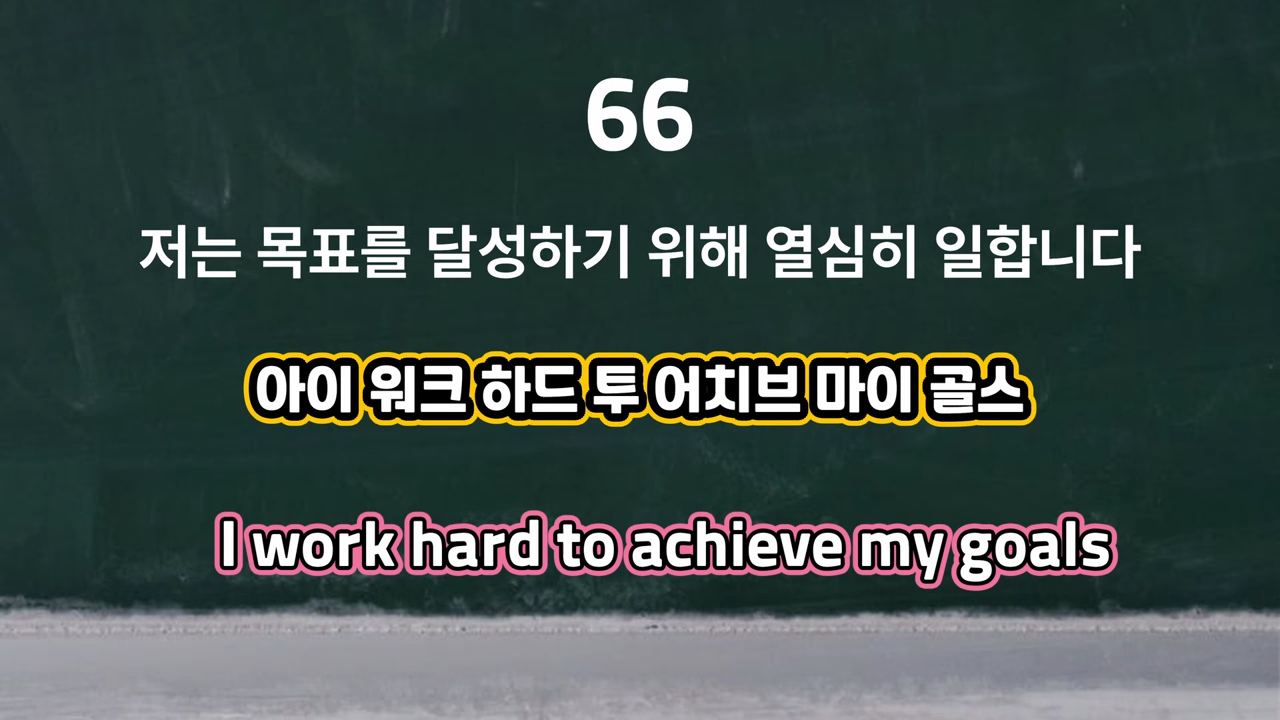 66
저는 목표를 달성하기 위해 열심히 일합니다
아이 워크 하드 투 어치브 마이 골스
I work hard to achieve my goals